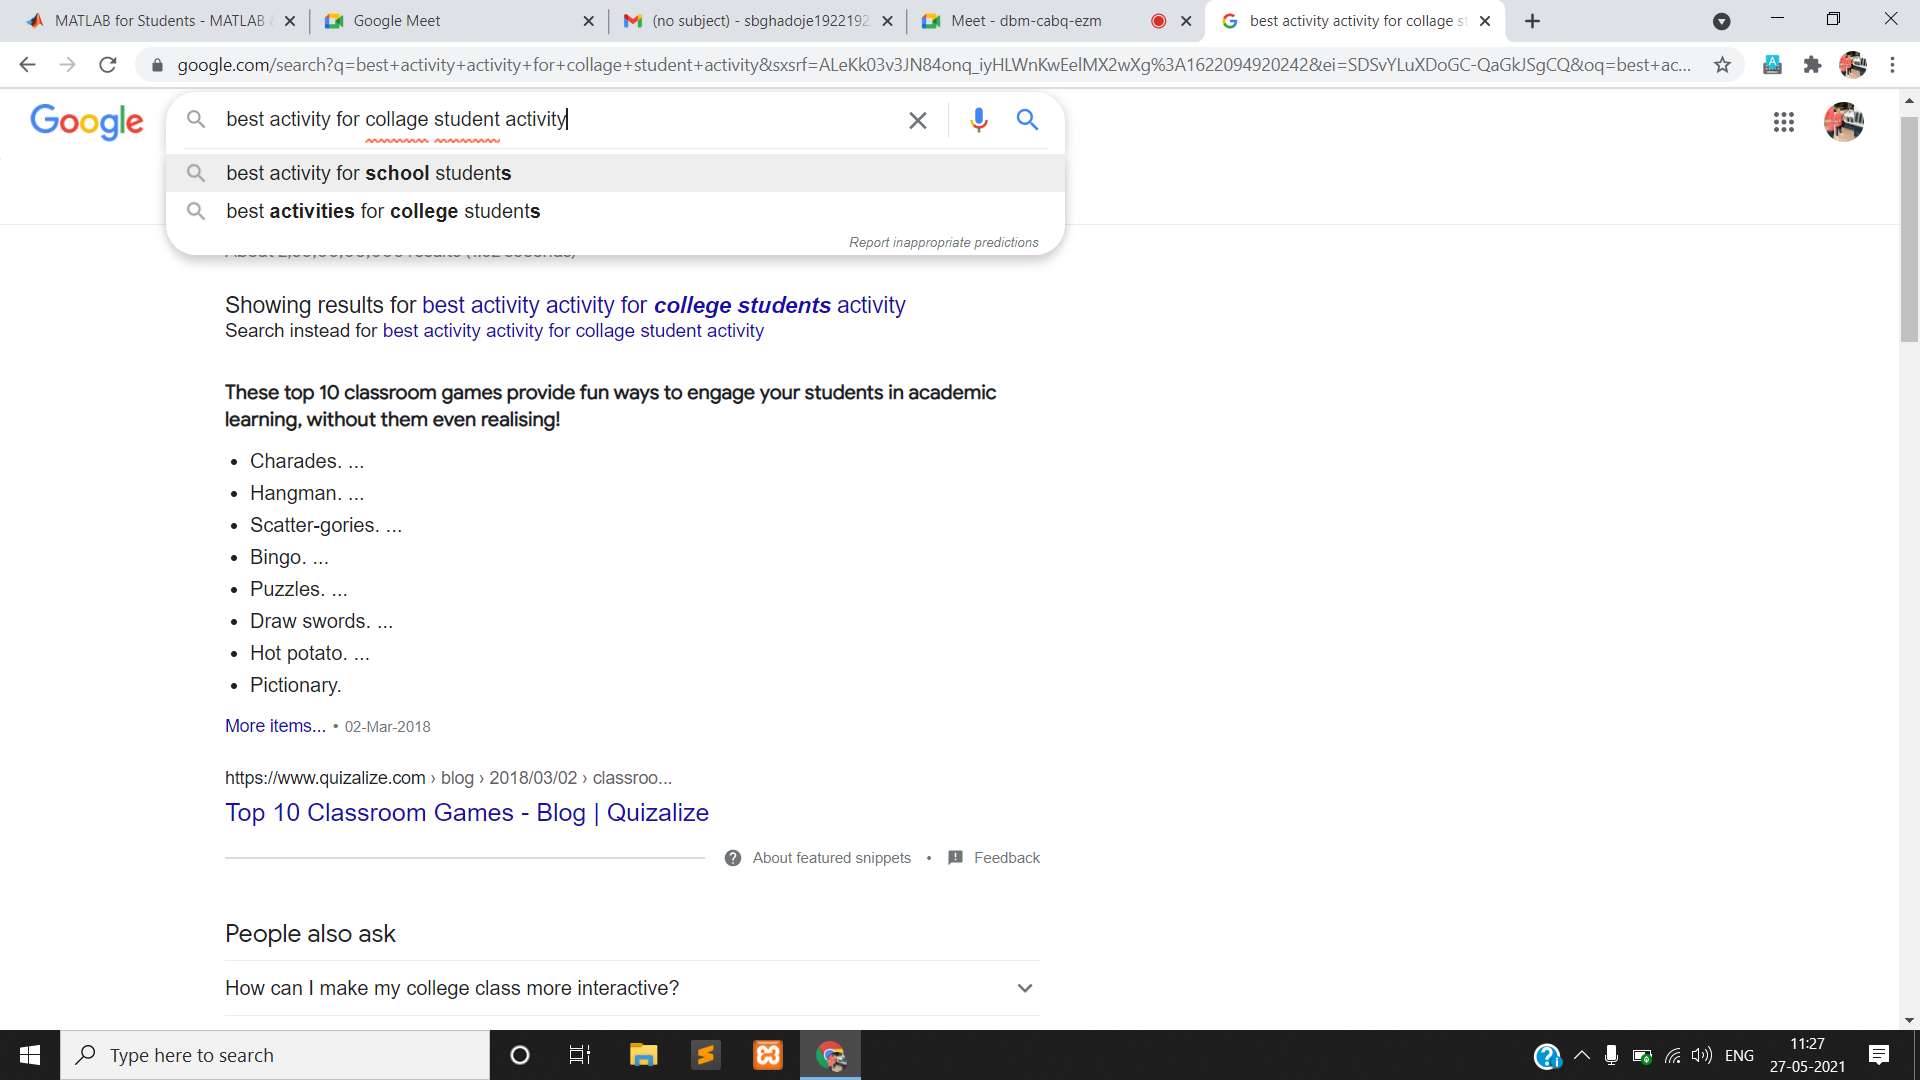 MATLAB for Students - MATLAB &
Google Meet
(no subject) - sbghadoje1922192
Meet - dbm-cabq-ezm
best activity activity for collage st
google.com/search?q=best+activity+activity+for+collage+student+activity&sxsrf=ALeKk03v3JN84onq_iyHLWnKwEelMX2wXg%3A1622094920242&ei=SDSvYLuXDoGC-QaGkJSgCQ&oq=best+ac...
Google
best activity for collage student activity
best activity for school students
best activities for college students
Report inappropriate predictions
Showing results for best activity activity for college students activity
Search instead for best activity activity for collage student activity
These top 10 classroom games provide fun ways to engage your students in academic
learning, without them even realising!
• Charades. ...
• Hangman. ...
• Scatter-gories. ...
• Bingo. ...
• Puzzles. ...
• Draw swords. ...
• Hot potato. ...
• Pictionary.
More items... • 02-Mar-2018
https://www.quizalize.com › blog › 2018/03/02 › classroo...
Top 10 Classroom Games - Blog | Quizalize
About featured snippets • Feedback
People also ask
How can I make my college class more interactive?
Type here to search
ENG
11:27
27-05-2021